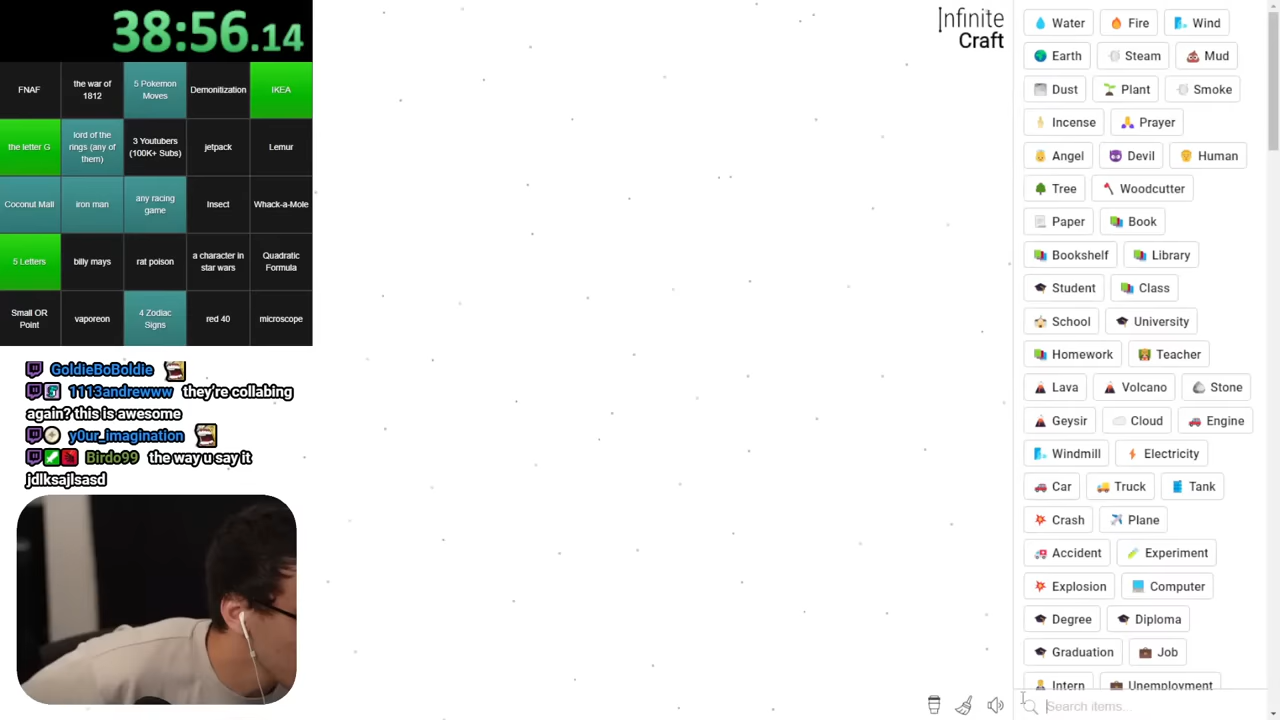 38:56.14
FNAF
the war of
1812
5 Pokemon
Moves
Demonitization
IKEA
the letter G
lord of the
rings (any of
them)
3 Youtubers
(100K+ Subs)
jetpack
Lemur
Coconut Mall
iron man
any racing
game
Insect
Whack-a-Mole
5 Letters
billy mays
rat poison
a character in
star wars
Quadratic
Formula
Small OR
Point
vaporeon
4 Zodiac
Signs
red 40
microscope
GoldieBoBoldie
1113andrewww they're collabing
again? this is awesome
y0ur_imagination
Birdo99 the way u say it
jdlksajlsasd
Infinite
Craft
Water
Fire
Wind
Earth
Steam
Mud
Dust
Plant
Smoke
Incense
Prayer
Angel
Devil
Human
Tree
Woodcutter
Paper
Book
Bookshelf
Library
Student
Class
School
University
Homework
Teacher
Lava
Volcano
Stone
Geysir
Cloud
Engine
Windmill
Electricity
Car
Truck
Tank
Crash
Plane
Accident
Experiment
Explosion
Computer
Degree
Diploma
Graduation
Job
Intern
Unemployment
Search items...